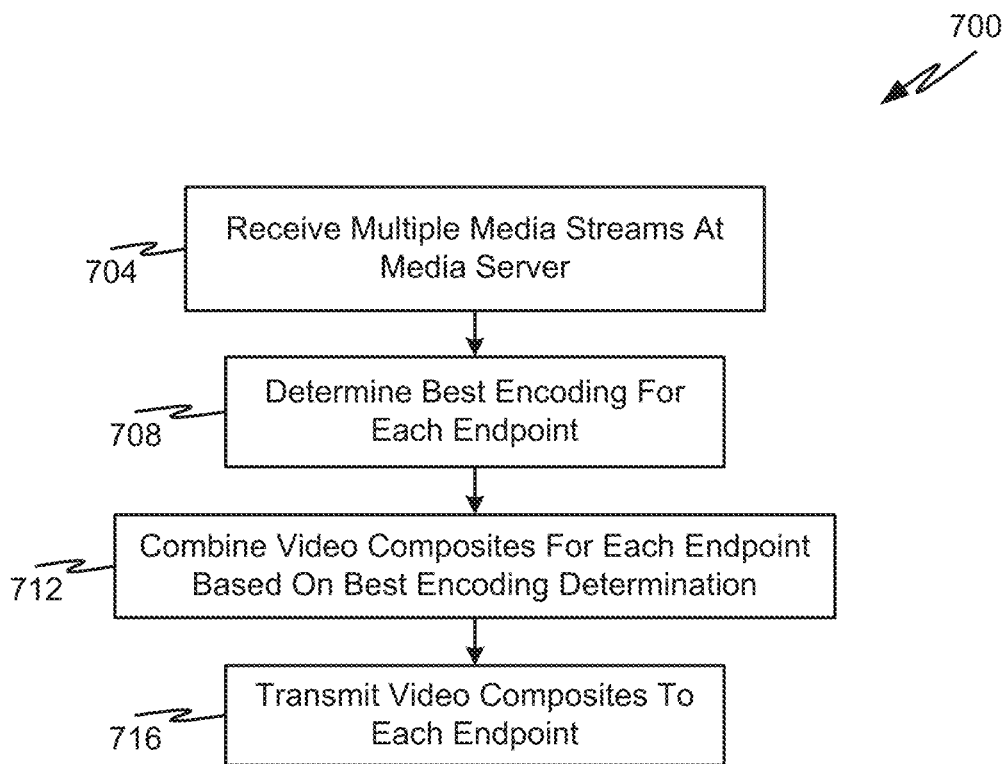 700
Receive Multiple Media Streams At
Media Server
704
Determine Best Encoding For
Each Endpoint
708
Combine Video Composites For Each Endpoint
Based On Best Encoding Determination
712
Transmit Video Composites To
Each Endpoint
716